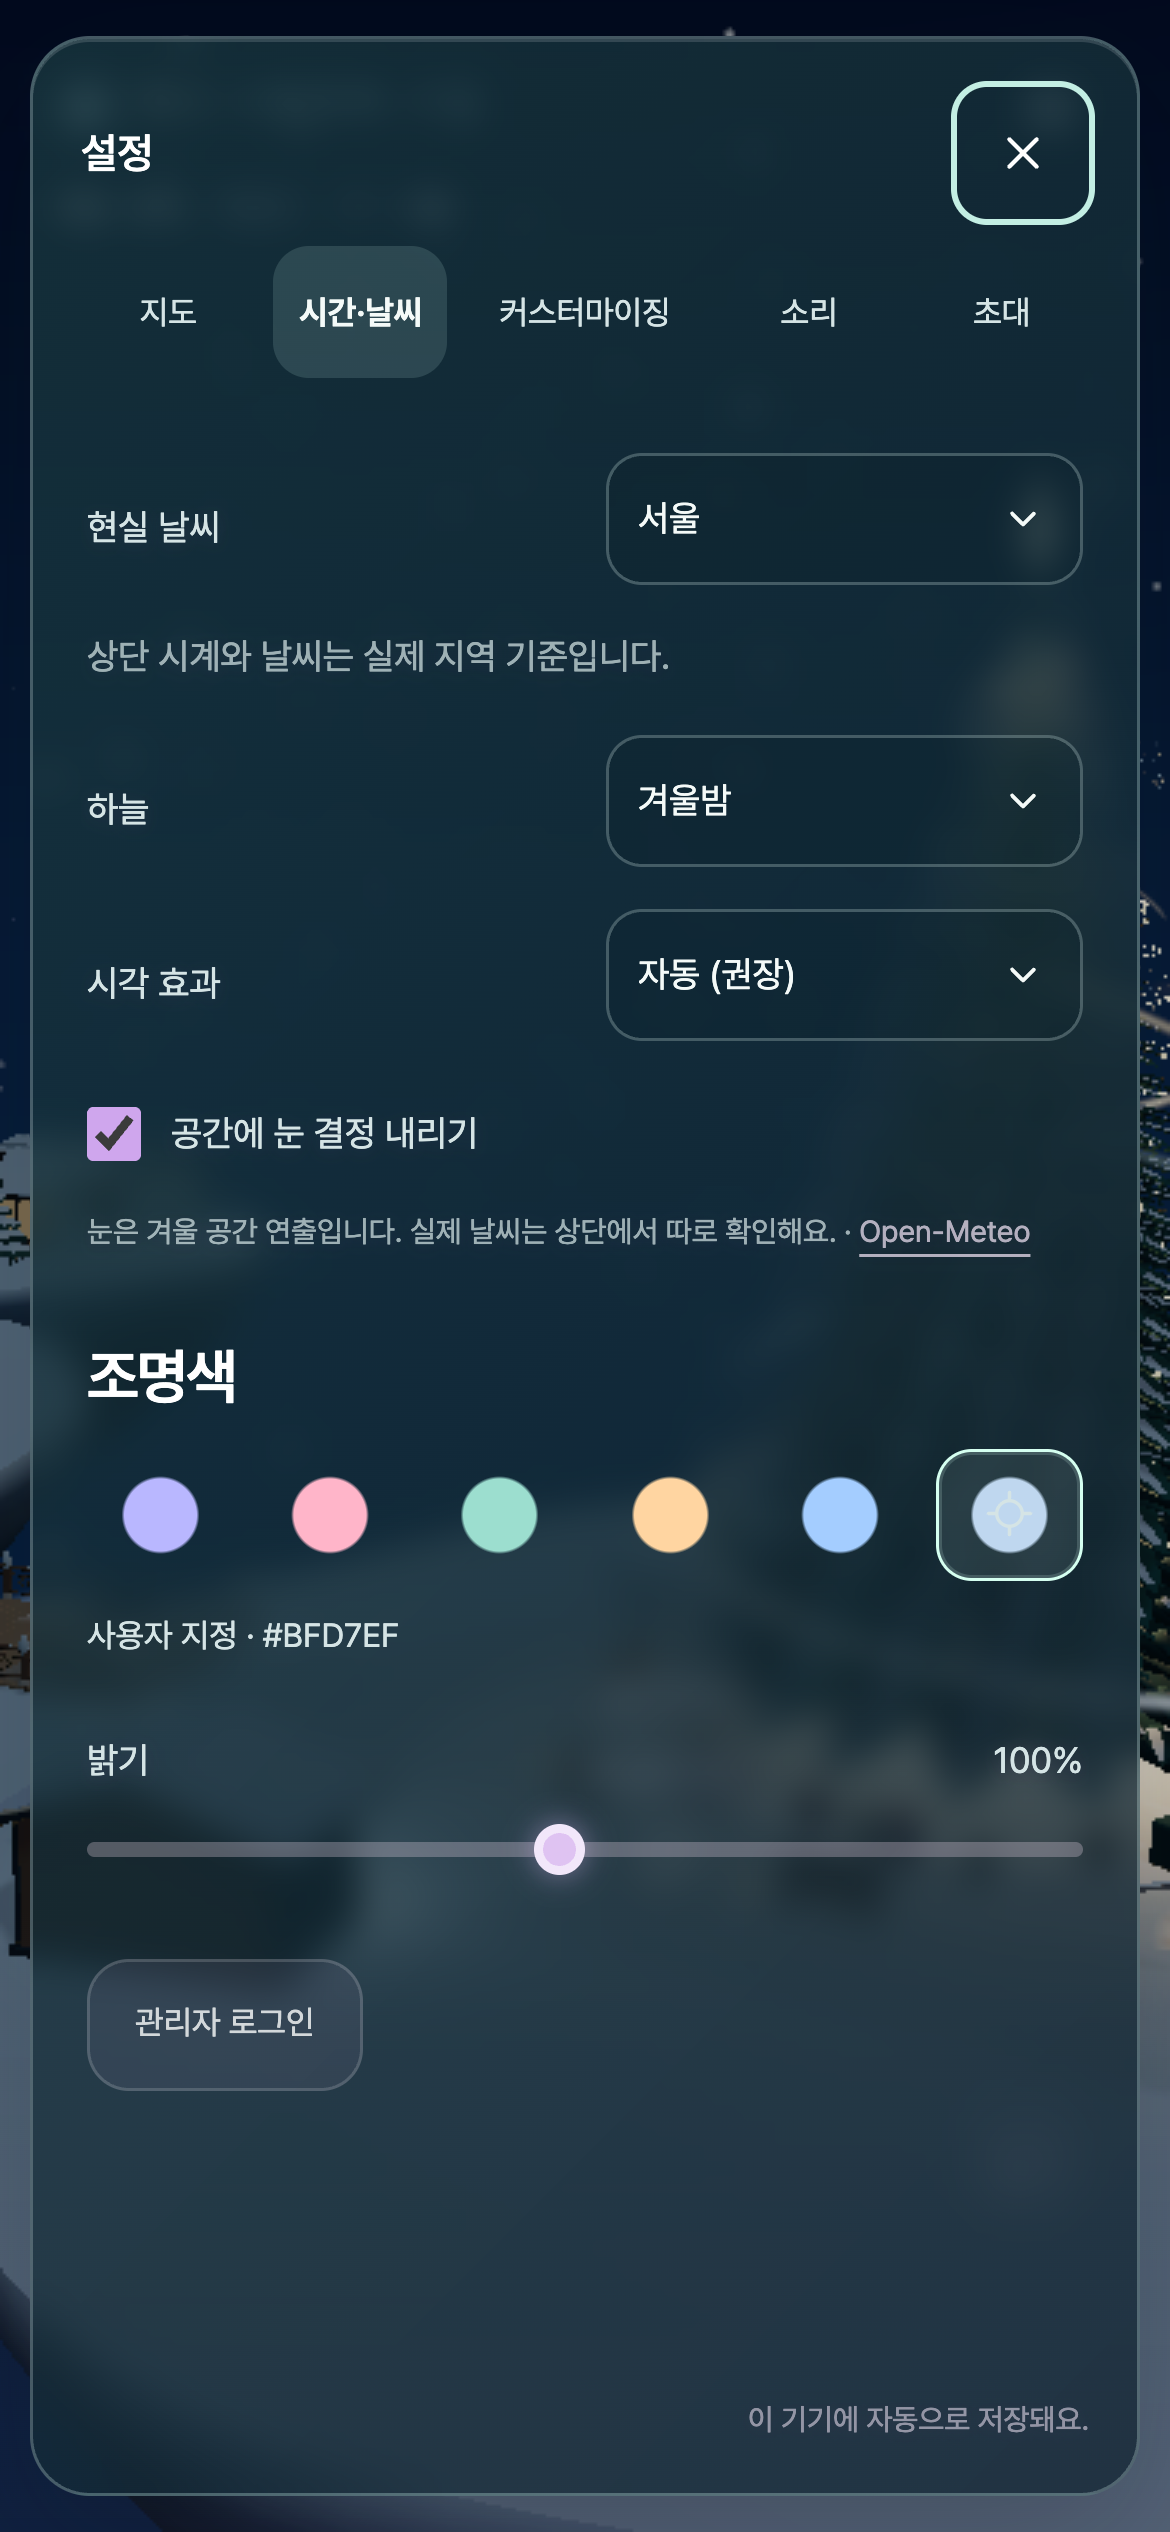 설정
지도 시간·날씨 커스터마이징 소리 초대
현실 날씨 서울
상단 시계와 날씨는 실제 지역 기준입니다.
하늘 겨울밤
시각 효과 자동 (권장)
공간에 눈 결정 내리기
눈은 겨울 공간 연출입니다. 실제 날씨는 상단에서 따로 확인해요. · Open-Meteo
조명색
사용자 지정 · #BFD7EF
밝기 100%
관리자 로그인
이 기기에 자동으로 저장돼요.